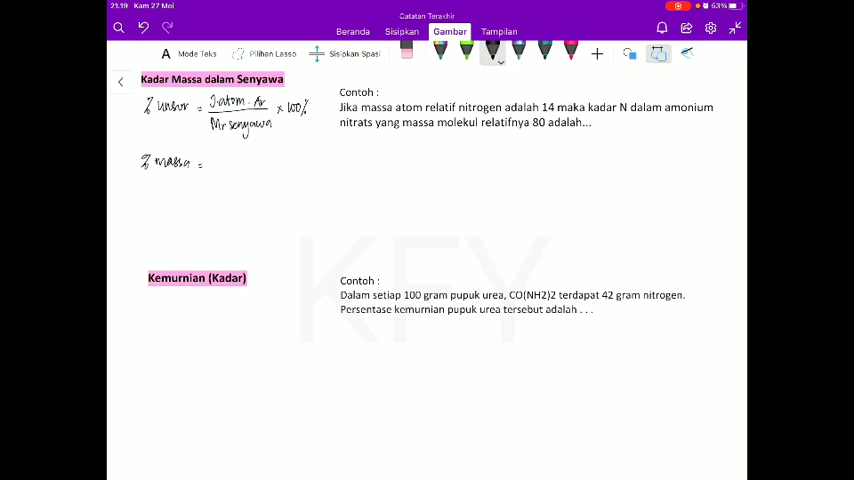 21.19 Kam 27 Mei
63%
Catatan Terakhir
Beranda Sisipkan Gambar Tampilan
A Mode Teks Pilihan Lasso Sisipkan Spasi
Kadar Massa dalam Senyawa
% unsur = J.atom . Ar × 100%
Mr senyawa
% massa =
Contoh :
Jika massa atom relatif nitrogen adalah 14 maka kadar N dalam amonium
nitrats yang massa molekul relatifnya 80 adalah...
KFY
Kemurnian (Kadar)
Contoh :
Dalam setiap 100 gram pupuk urea, CO(NH2)2 terdapat 42 gram nitrogen.
Persentase kemurnian pupuk urea tersebut adalah . . .